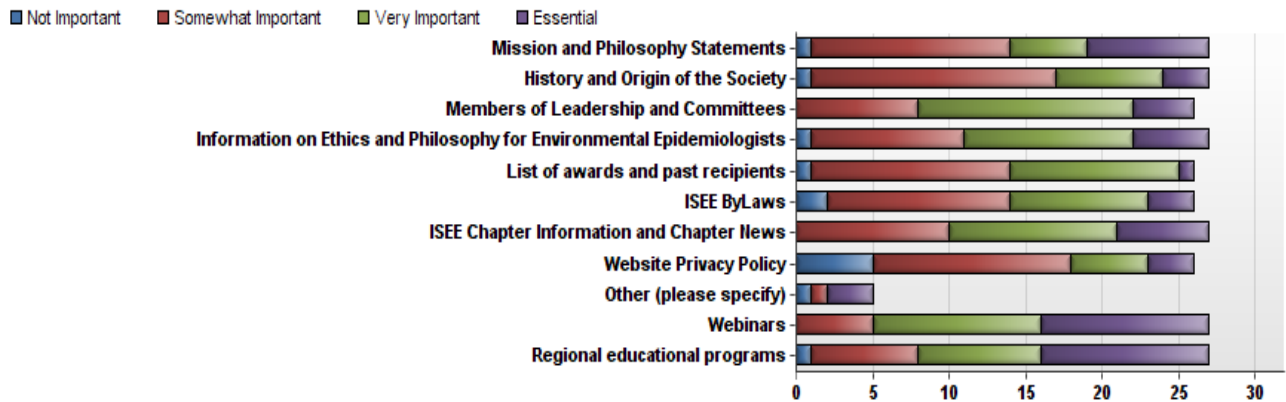 Not Important Somewhat Important Very Important Essential
Mission and Philosophy Statements
History and Origin of the Society
Members of Leadership and Committees
Information on Ethics and Philosophy for Environmental Epidemiologists
List of awards and past recipients
ISEE ByLaws
ISEE Chapter Information and Chapter News
Website Privacy Policy
Other (please specify)
Webinars
Regional educational programs
0 5 10 15 20 25 30